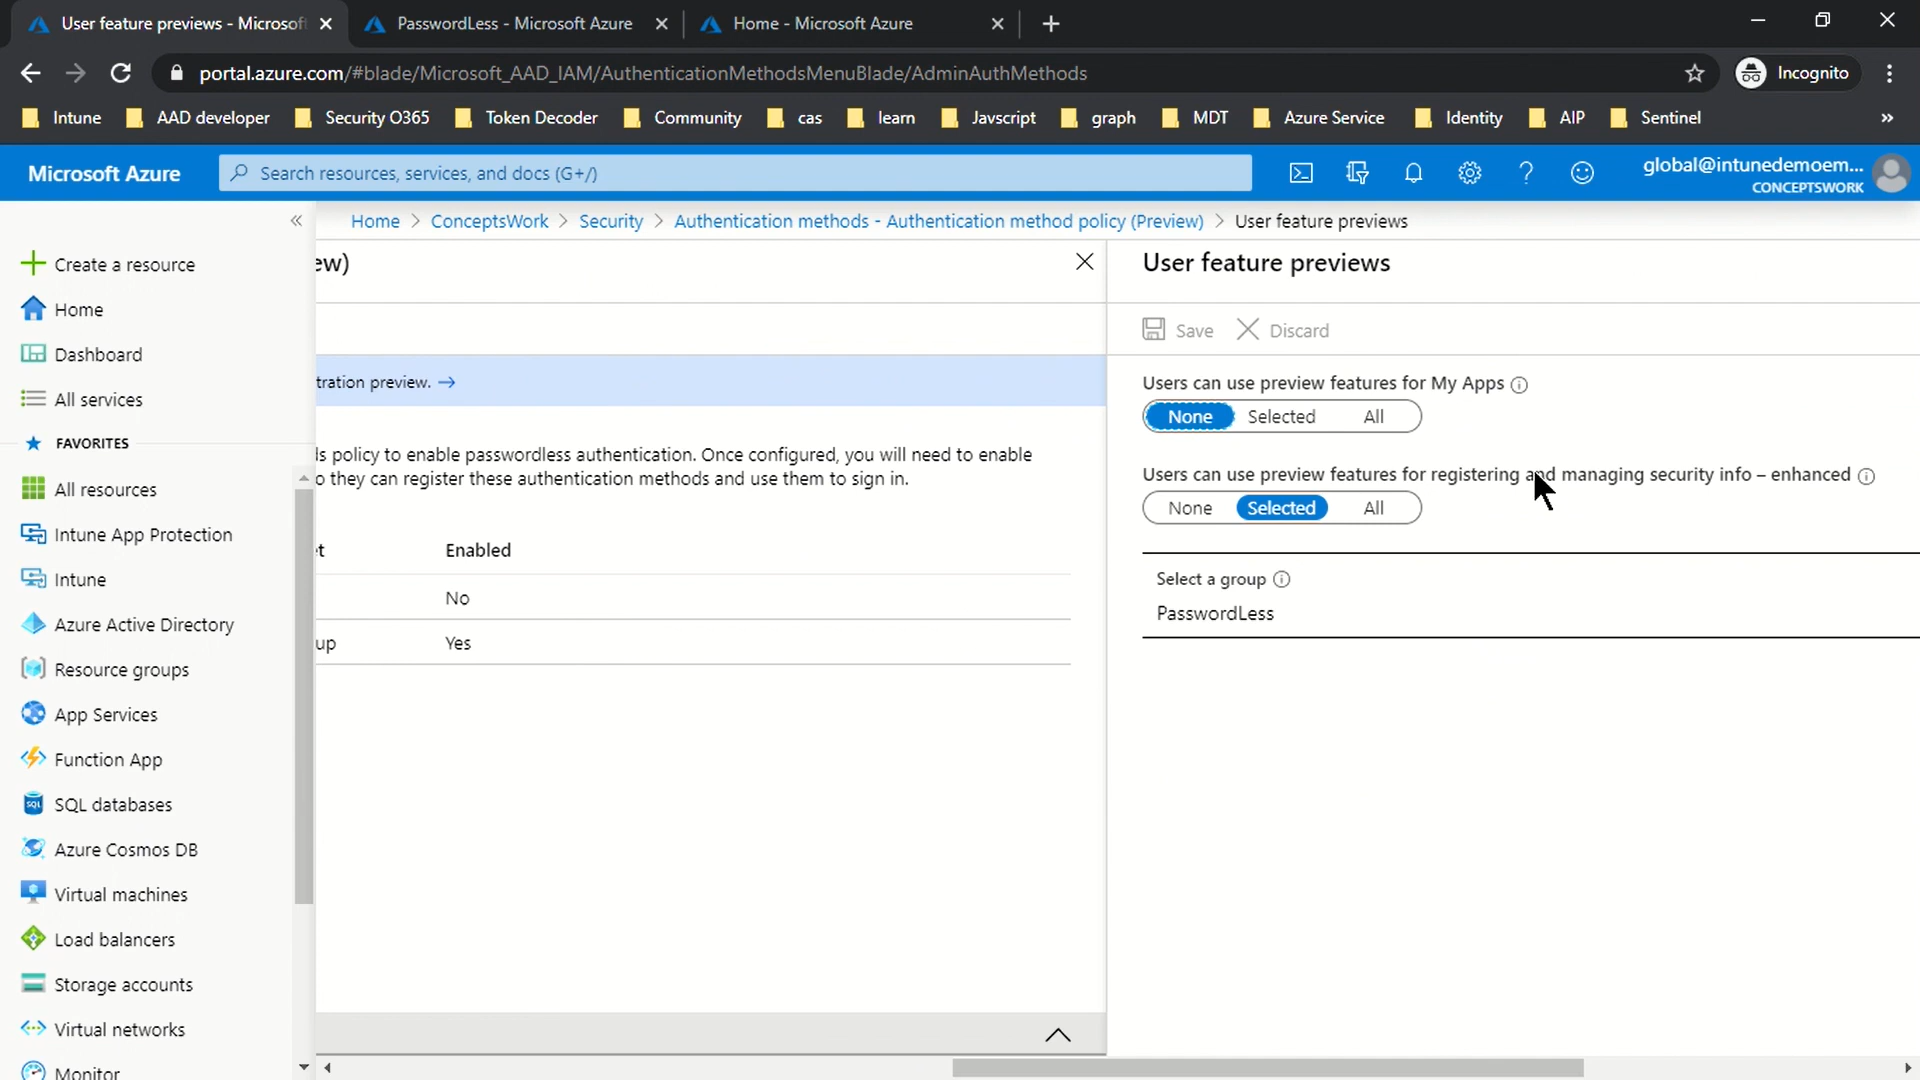 User feature previews - Microsof
PasswordLess - Microsoft Azure
Home - Microsoft Azure
portal.azure.com/#blade/Microsoft_AAD_IAM/AuthenticationMethodsMenuBlade/AdminAuthMethods
Incognito
Intune
AAD developer
Security O365
Token Decoder
Community
cas
learn
Javscript
graph
MDT
Azure Service
Identity
AIP
Sentinel
»
Microsoft Azure
Search resources, services, and docs (G+/)
global@intunedemoem...
CONCEPTSWORK
Home > ConceptsWork > Security > Authentication methods - Authentication method policy (Preview) > User feature previews
Create a resource
Home
Dashboard
All services
FAVORITES
All resources
Intune App Protection
Intune
Azure Active Directory
Resource groups
App Services
Function App
SQL databases
Azure Cosmos DB
Virtual machines
Load balancers
Storage accounts
Virtual networks
Monitor
ew)
tration preview. →
ls policy to enable passwordless authentication. Once configured, you will need to enable
o they can register these authentication methods and use them to sign in.
et Enabled
No
up Yes
User feature previews
Save Discard
Users can use preview features for My Apps
None Selected All
Users can use preview features for registering and managing security info – enhanced
None Selected All
Select a group
PasswordLess